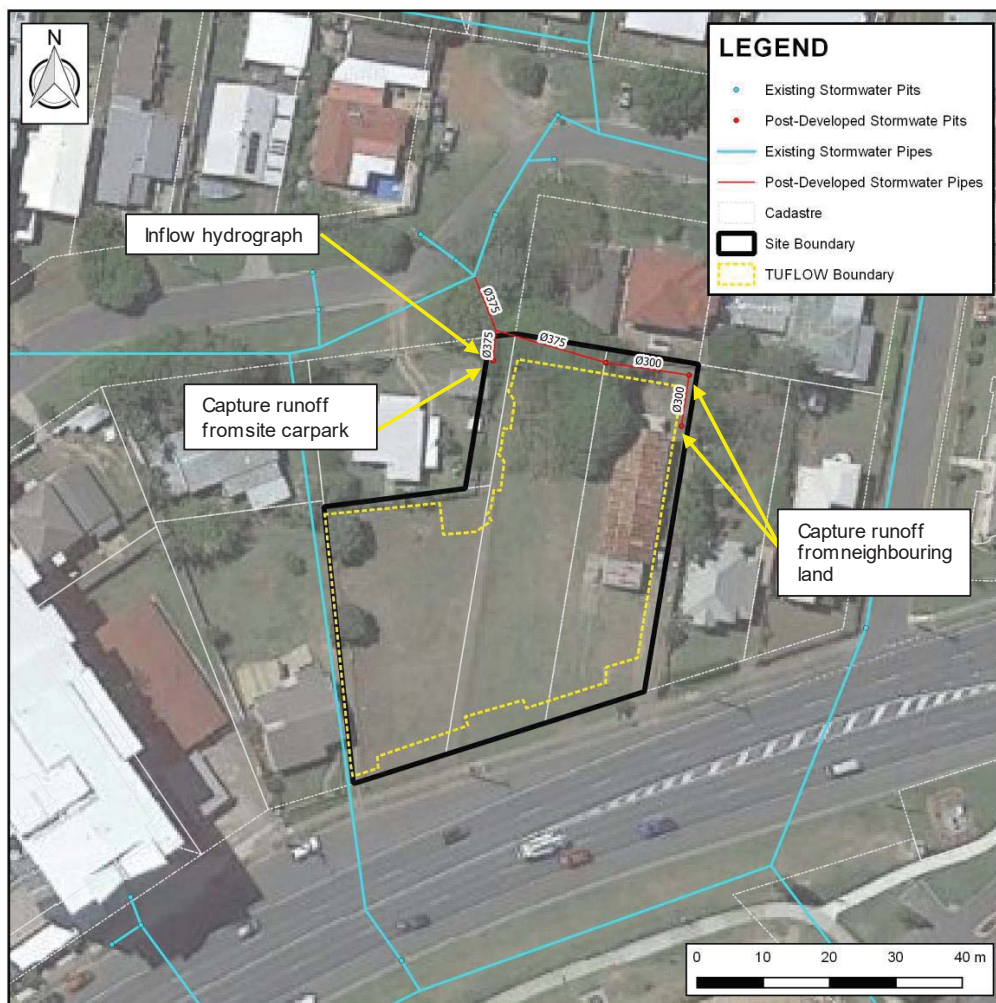 N
LEGEND
Existing Stormwater Pits
Post-Developed Stormwate Pits
Existing Stormwater Pipes
Post-Developed Stormwater Pipes
Cadastre
Site Boundary
TUFLOW Boundary
Inflow hydrograph
Capture runoff
fromsite carpark
Ø375
Ø375
Ø375
Ø300
Ø300
Capture runoff
fromneighbouring
land
0 10 20 30 40 m